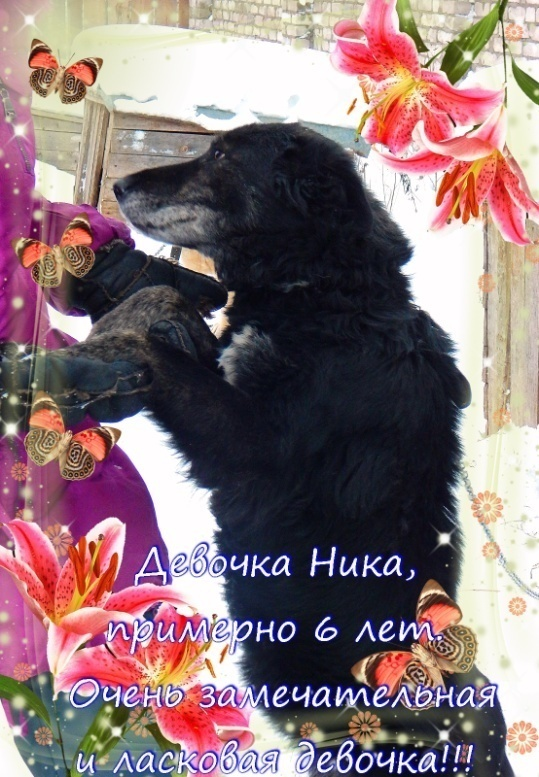 Девочка Ника,
примерно 6 лет.
Очень замечательная
и ласковая девочка!!!